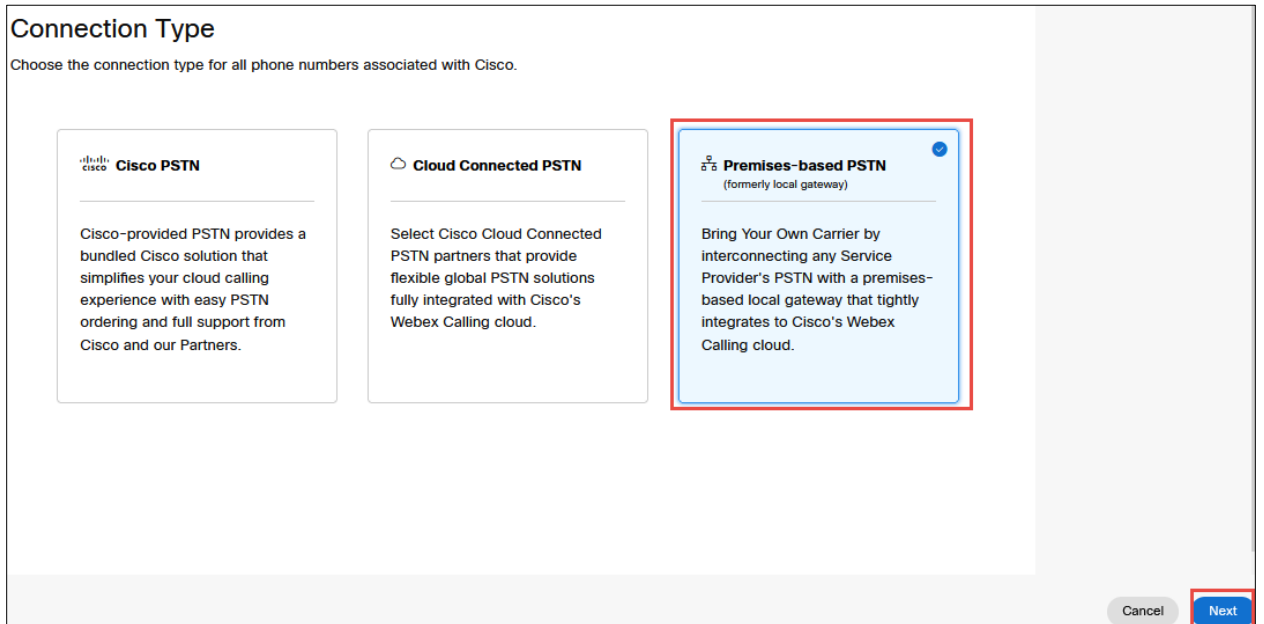 Connection Type
Choose the connection type for all phone numbers associated with Cisco.
cisco Cisco PSTN
Cisco-provided PSTN provides a
bundled Cisco solution that
simplifies your cloud calling
experience with easy PSTN
ordering and full support from
Cisco and our Partners.
Cloud Connected PSTN
Select Cisco Cloud Connected
PSTN partners that provide
flexible global PSTN solutions
fully integrated with Cisco's
Webex Calling cloud.
Premises-based PSTN
(formerly local gateway)
Bring Your Own Carrier by
interconnecting any Service
Provider's PSTN with a premises-
based local gateway that tightly
integrates to Cisco's Webex
Calling cloud.
Cancel
Next